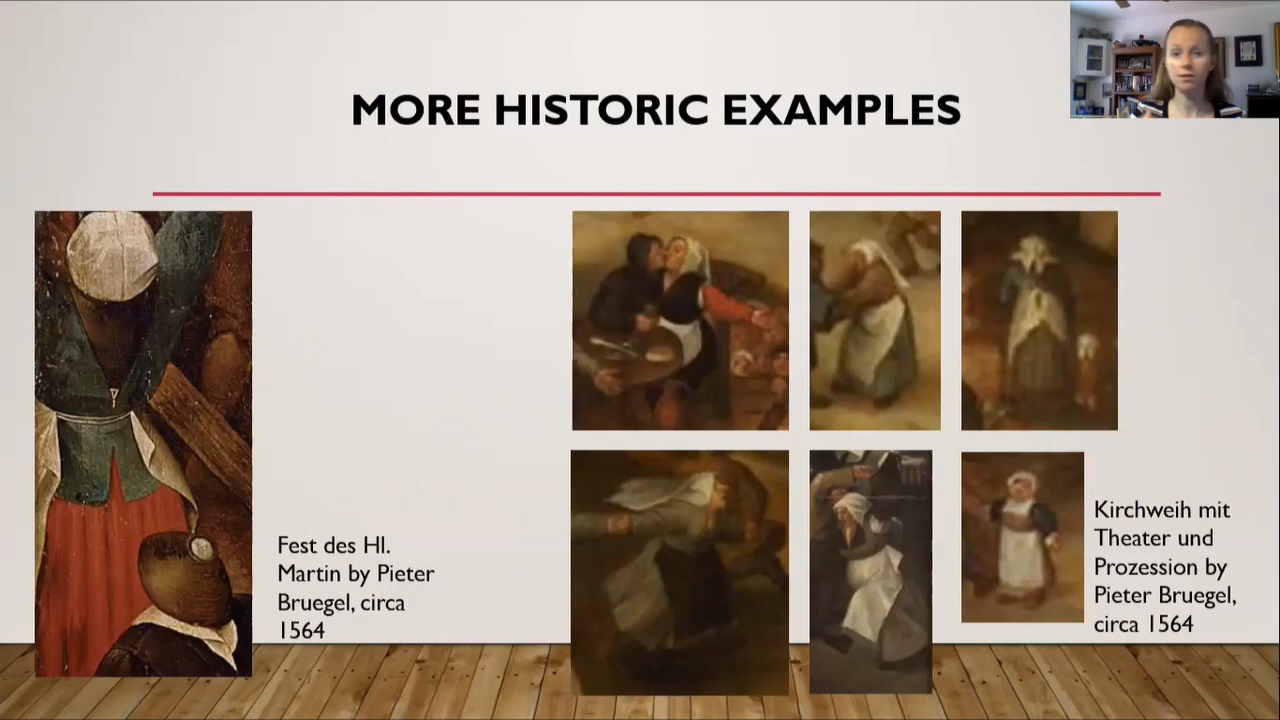 MORE HISTORIC EXAMPLES
Fest des Hl.
Martin by Pieter
Bruegel, circa
1564
Kirchweih mit
Theater und
Prozession by
Pieter Bruegel,
circa 1564